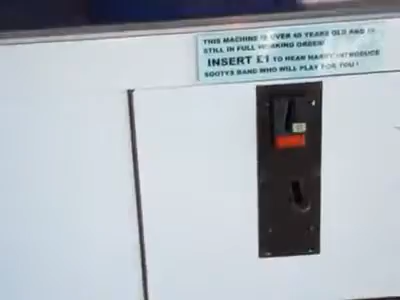 THIS MACHINE IS OVER 40 YEARS OLD AND IS
STILL IN FULL WORKING ORDER!
INSERT £1 TO HEAR HARRY INTRODUCE
SOOTYS BAND WHO WILL PLAY FOR YOU!